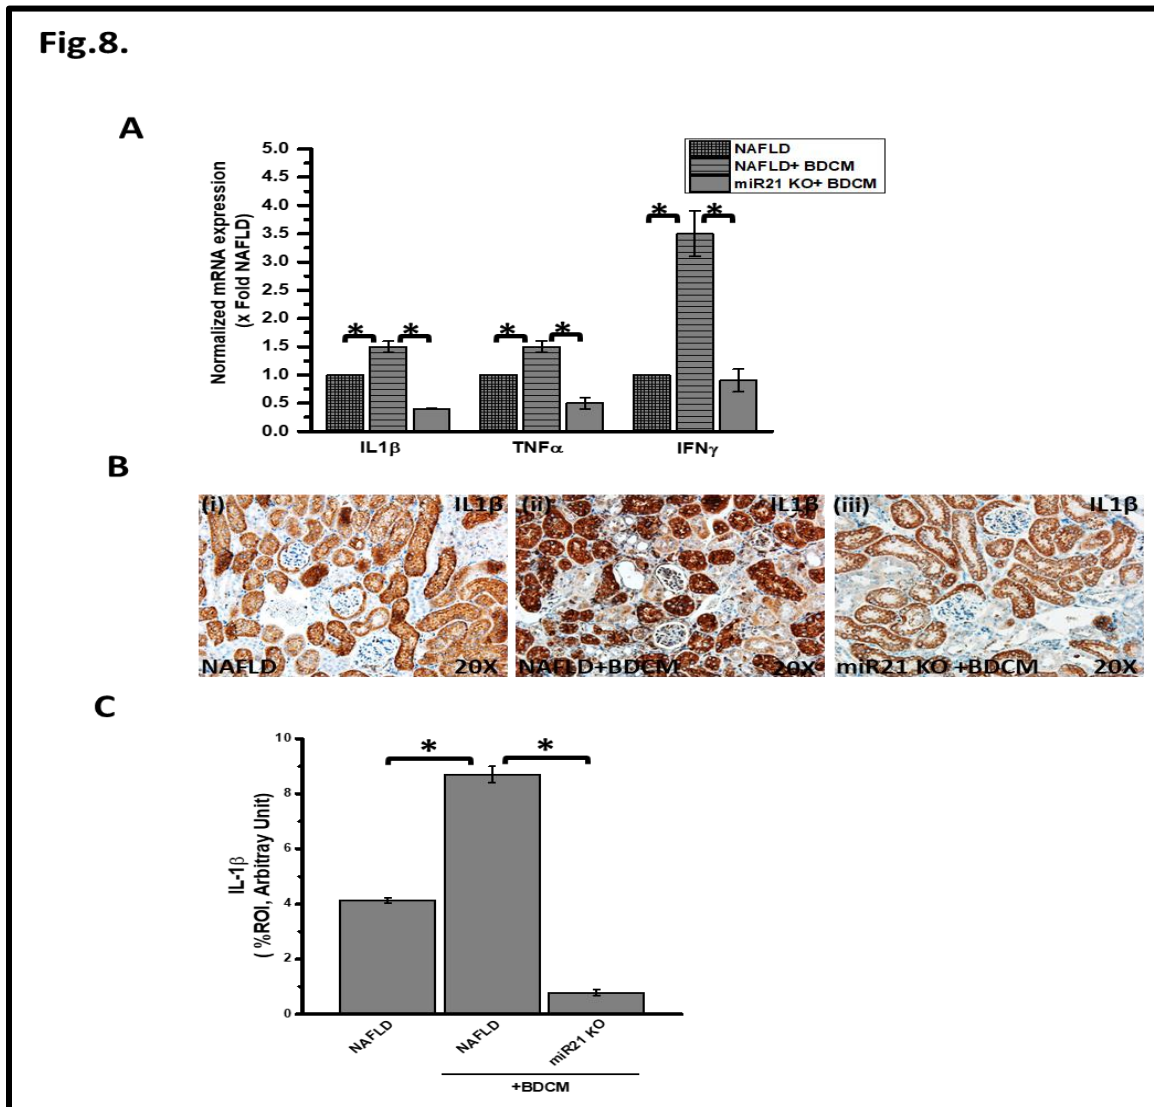 Fig.8.
A
Normalized mRNA expression
(x Fold NAFLD)
5.0
4.5
4.0
3.5
3.0
2.5
2.0
1.5
1.0
0.5
0.0
NAFLD
NAFLD+ BDCM
miR21 KO+ BDCM
* * * * * *
IL1β TNFα IFNγ
B
(i) IL1β (ii) IL1β (iii) IL1β
NAFLD 20X NAFLD+BDCM 20X miR21 KO +BDCM 20X
C
IL-1β
( %ROI, Arbitray Unit)
10
8
6
4
2
0
* *
NAFLD NAFLD miR21 KO
+BDCM